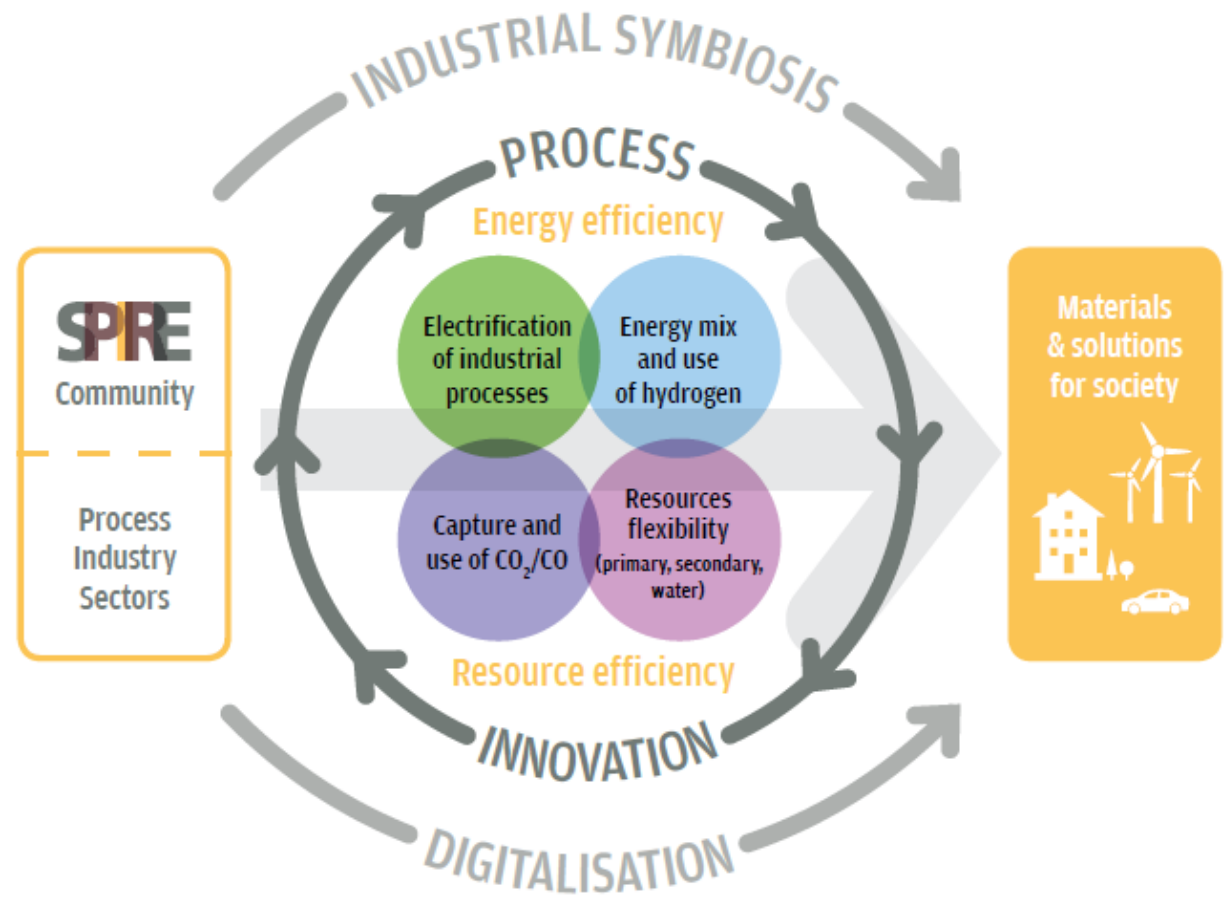 INDUSTRIAL SYMBIOSIS
PROCESS
Energy efficiency
SPIRE
Community
Process
Industry
Sectors
Electrification
of industrial
processes
Energy mix
and use
of hydrogen
Capture and
use of CO₂/CO
Resources
flexibility
(primary, secondary,
water)
Resource efficiency
INNOVATION
DIGITALISATION
Materials
& solutions
for society